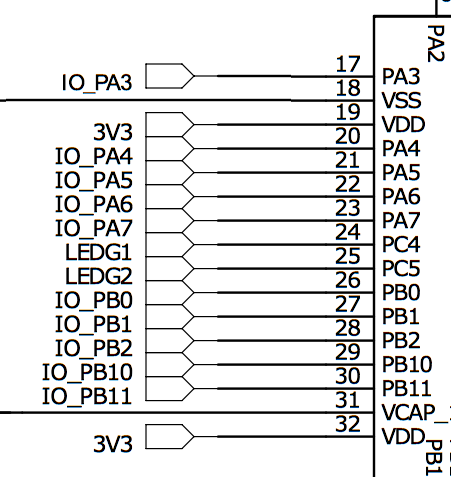 PA2
IO_PA3 17 PA3
18 VSS
3V3 19 VDD
IO_PA4 20 PA4
IO_PA5 21 PA5
IO_PA6 22 PA6
IO_PA7 23 PA7
LEDG1 24 PC4
LEDG2 25 PC5
IO_PB0 26 PB0
IO_PB1 27 PB1
IO_PB2 28 PB2
IO_PB10 29 PB10
IO_PB11 30 PB11
31 VCAP_
3V3 32 VDD
PB1